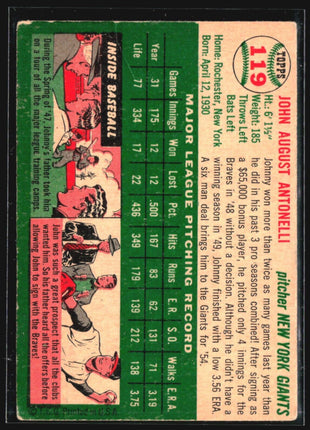 TOPPS
119
JOHN AUGUST ANTONELLI
pitcher NEW YORK GIANTS
Ht.: 6' 1½"
Weight: 185
Throws Left
Bats Left
Home: Rochester, New York
Born: April 12, 1930
Johnny won more than twice as many games last year than
he did in his past 3 pro seasons combined! After signing as
a $65,000 bonus player, he pitched only 4 innings for the
Braves in '48 without a decision. Although he didn't have a
winning season in '49, Johnny finished with a low 3.56 ERA.
A six man deal brings him to the Giants for '54.
MAJOR LEAGUE PITCHING RECORD
Games Innings Won Lost Pct. Hits Runs E.R. S.O. Walks E.R.A.
Year 31 175 12 12 .500 167 83 62 131 71 3.19
Life 77 334 17 22 .436 349 164 139 212 138 3.75
INSIDE BASEBALL
During the Spring of '47, Johnny's father took him
on a tour of all the major league training camps.
John was such a great prospect that all the clubs
wanted him. So his father heard all the offers before
allowing John to sign with the Braves!
T.C.G. Printed in U.S.A.